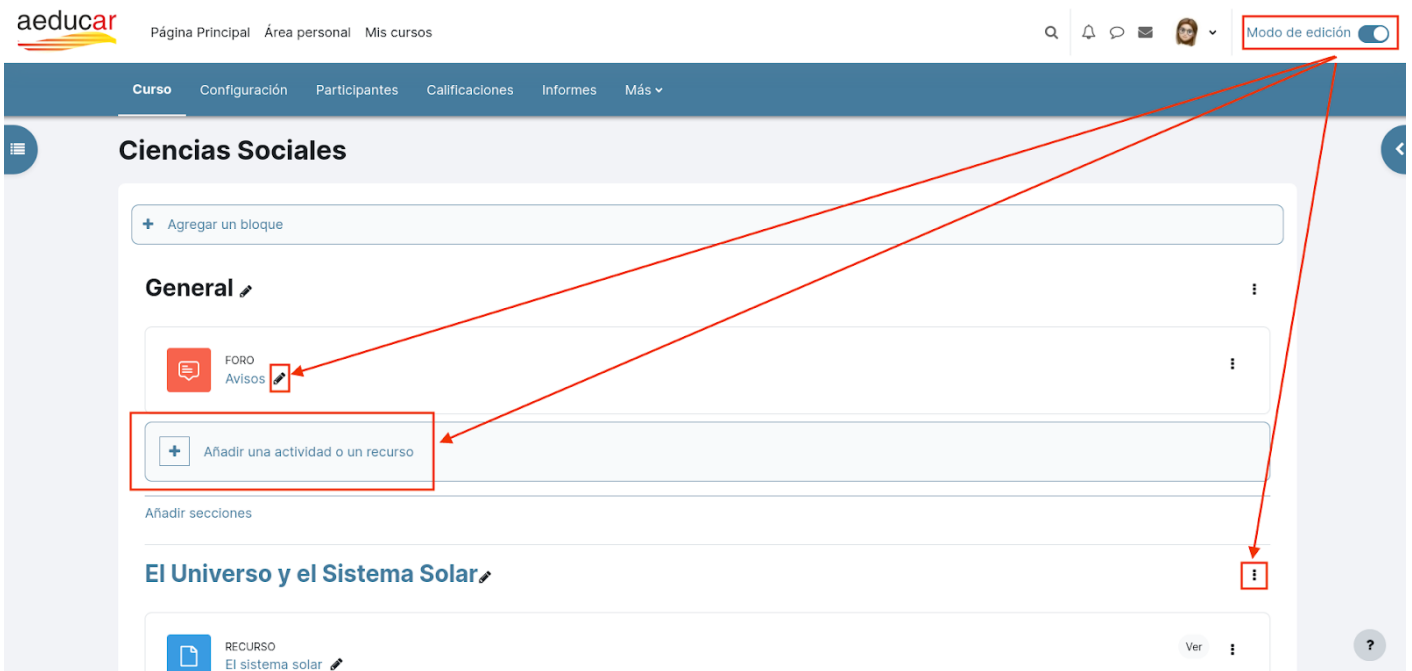 aeducar
Página Principal Área personal Mis cursos
Modo de edición
Curso Configuración Participantes Calificaciones Informes Más
Ciencias Sociales
+ Agregar un bloque
General
FORO
Avisos
+ Añadir una actividad o un recurso
Añadir secciones
El Universo y el Sistema Solar
RECURSO
Ver
El sistema solar
?